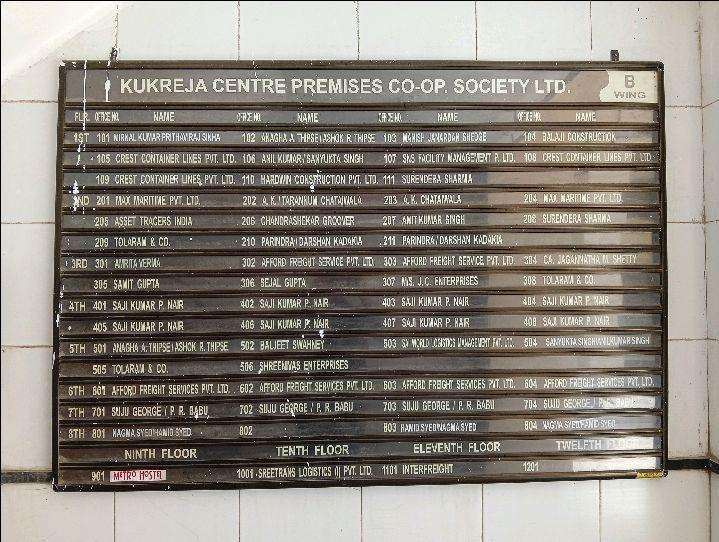 KUKREJA CENTRE PREMISES CO-OP. SOCIETY LTD. B WING
FLR. OFFICE NO. NAME OFFICE NO. NAME OFFICE NO. NAME OFFICE NO. NAME
1ST 101 NIRMAL KUMAR PRITHAVIRAJ SIKHA 102 ANAGHA A. THIPSE / ASHOK R. THIPSE 103 MANISH JANARDAN SHEDGE 104 BALAJI CONSTRUCTION
105 CREST CONTAINER LINES PVT. LTD. 106 ANIL KUMAR / SANYUKTA SINGH 107 SNS FACILITY MANAGEMENT P. LTD. 108 CREST CONTAINER LINES PVT. LTD.
109 CREST CONTAINER LINES PVT. LTD. 110 HARDWIN CONSTRUCTION PVT. LTD. 111 SURENDERA SHARMA
2ND 201 MAX MARITIME PVT. LTD. 202 A. K. CHATAIWALA 203 A. K. CHATAIWALA 204 MAX MARITIME PVT. LTD.
205 ASSET TRACERS INDIA 206 CHANDRASHEKAR GROOVER 207 AMIT KUMAR SINGH 208 SURENDERA SHARMA
209 TOLARAM & CO. 210 PARINDRA / DARSHAN KADAKIA 211 PARINDRA / DARSHAN KADAKIA
3RD 301 AMRITA VERMA 302 AFFORD FREIGHT SERVICE PVT. LTD. 303 AFFORD FREIGHT SERVICE PVT. LTD. 304 CA. JAGANNATHA M. SHETTY
305 SAMIT GUPTA 306 SEJAL GUPTA 307 M/S. J. C. ENTERPRISES 308 TOLARAM & CO.
4TH 401 SAJI KUMAR P. NAIR 402 SAJI KUMAR P. NAIR 403 SAJI KUMAR P. NAIR 404 SAJI KUMAR P. NAIR
405 SAJI KUMAR P. NAIR 406 SAJI KUMAR P. NAIR 407 SAJI KUMAR P. NAIR 408 SAJI KUMAR P. NAIR
5TH 501 ANAGHA A. THIPSE / ASHOK R. THIPSE 502 BALJEET SWAHNEY 503 SA WORLD LOGISTICS MANAGEMENT PVT. LTD. 504 SANYUKTA SINGH/ANIL KUMAR SINGH
505 TOLARAM & CO. 506 SHREENIVAS ENTERPRISES
6TH 601 AFFORD FREIGHT SERVICES PVT. LTD. 602 AFFORD FREIGHT SERVICES PVT. LTD. 603 AFFORD FREIGHT SERVICES PVT. LTD. 604 AFFORD FREIGHT SERVICES PVT. LTD.
7TH 701 SUJU GEORGE / P. R. BABU 702 SUJU GEORGE / P. R. BABU 703 SUJU GEORGE / P. R. BABU 704 SUJU GEORGE / P. R. BABU
8TH 801 NAGMA SYED/HAMID SYED 802 803 HAMID SYED/NAGMA SYED 804 NAGMA SYED/HAMID SYED
NINTH FLOOR TENTH FLOOR ELEVENTH FLOOR TWELFTH FLOOR
901 METRO HOSTEL 1001 SREETRANS LOGISTICS (I) PVT. LTD. 1101 INTERFREIGHT 1201